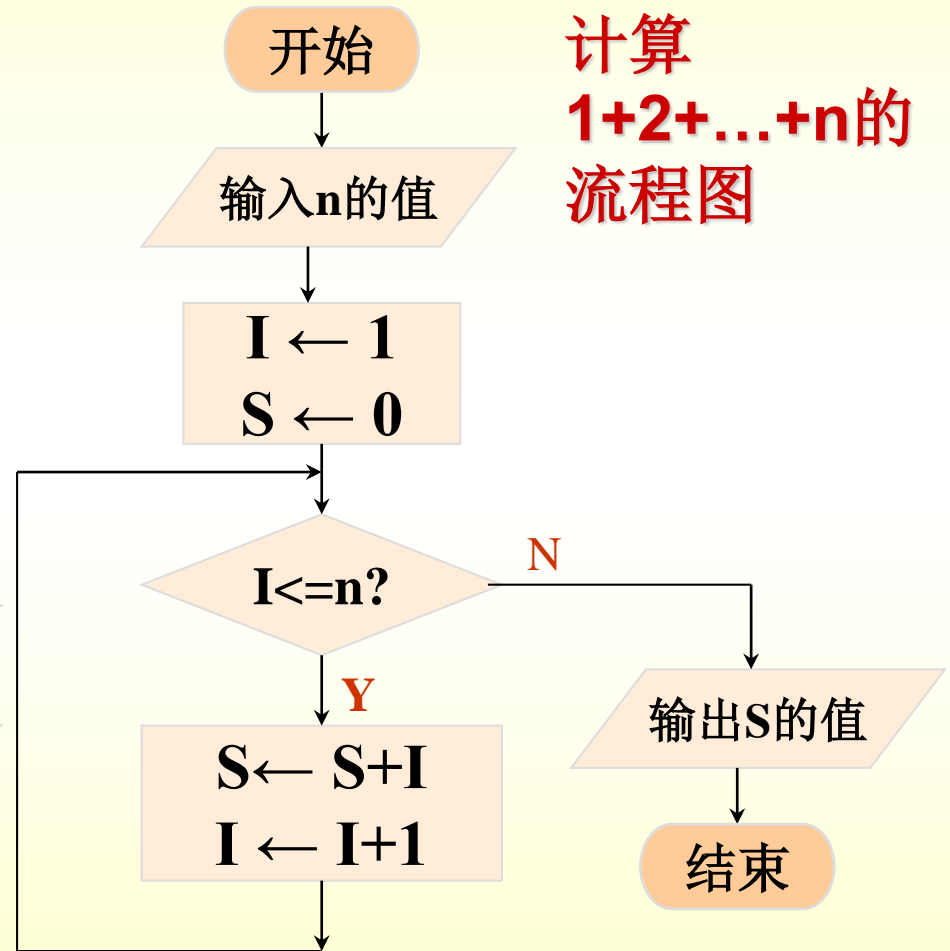 开始
计算
1+2+…+n的
流程图
输入n的值
I ← 1
S ← 0
I<=n?
N
Y
S← S+I
I ← I+1
输出S的值
结束